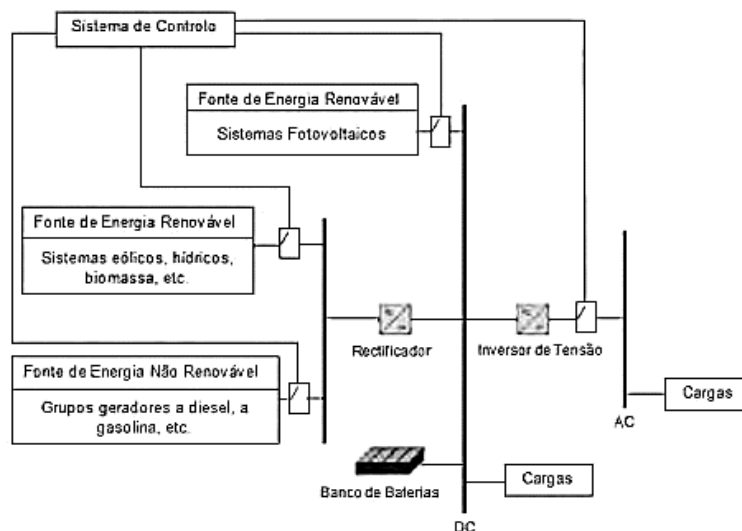 Sistema de Controlo
Fonte de Energia Renovável
Sistemas Fotovoltaicos
Fonte de Energia Renovável
Sistemas eólicos, hídricos,
biomassa, etc.
Rectificador
Inversor de Tensão
Fonte de Energia Não Renovável
Grupos geradores a diesel, a
gasolina, etc.
Cargas
AC
Banco de Baterias
Cargas
DC